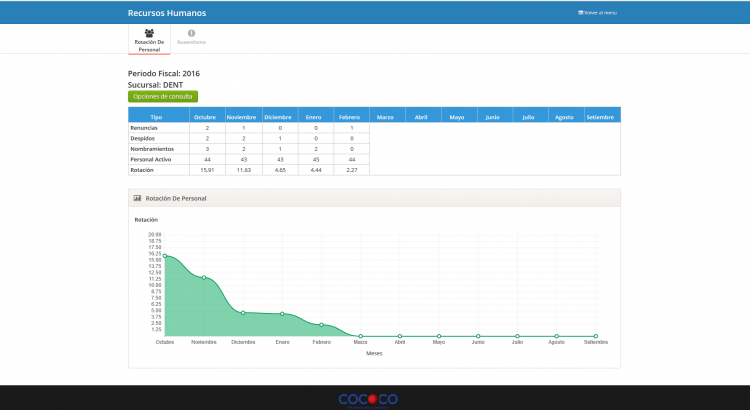 Recursos Humanos
Volver al menu
Rotación De
Personal
Ausentismo
Periodo Fiscal: 2016
Sucursal: DENT
Opciones de consulta
Tipo Octubre Noviembre Diciembre Enero Febrero Marzo Abril Mayo Junio Julio Agosto Setiembre
Renuncias 2 1 0 0 1
Despidos 2 2 1 0 0
Nombramientos 3 2 1 2 0
Personal Activo 44 43 43 45 44
Rotación 15.91 11.63 4.65 4.44 2.27
Rotación De Personal
Rotación
20.00
18.75
17.50
16.25
15.00
13.75
12.50
11.25
10.00
8.75
7.50
6.25
5.00
3.75
2.50
1.25
Octubre Noviembre Diciembre Enero Febrero Marzo Abril Mayo Junio Julio Agosto Setiembre
Meses
COCOCO